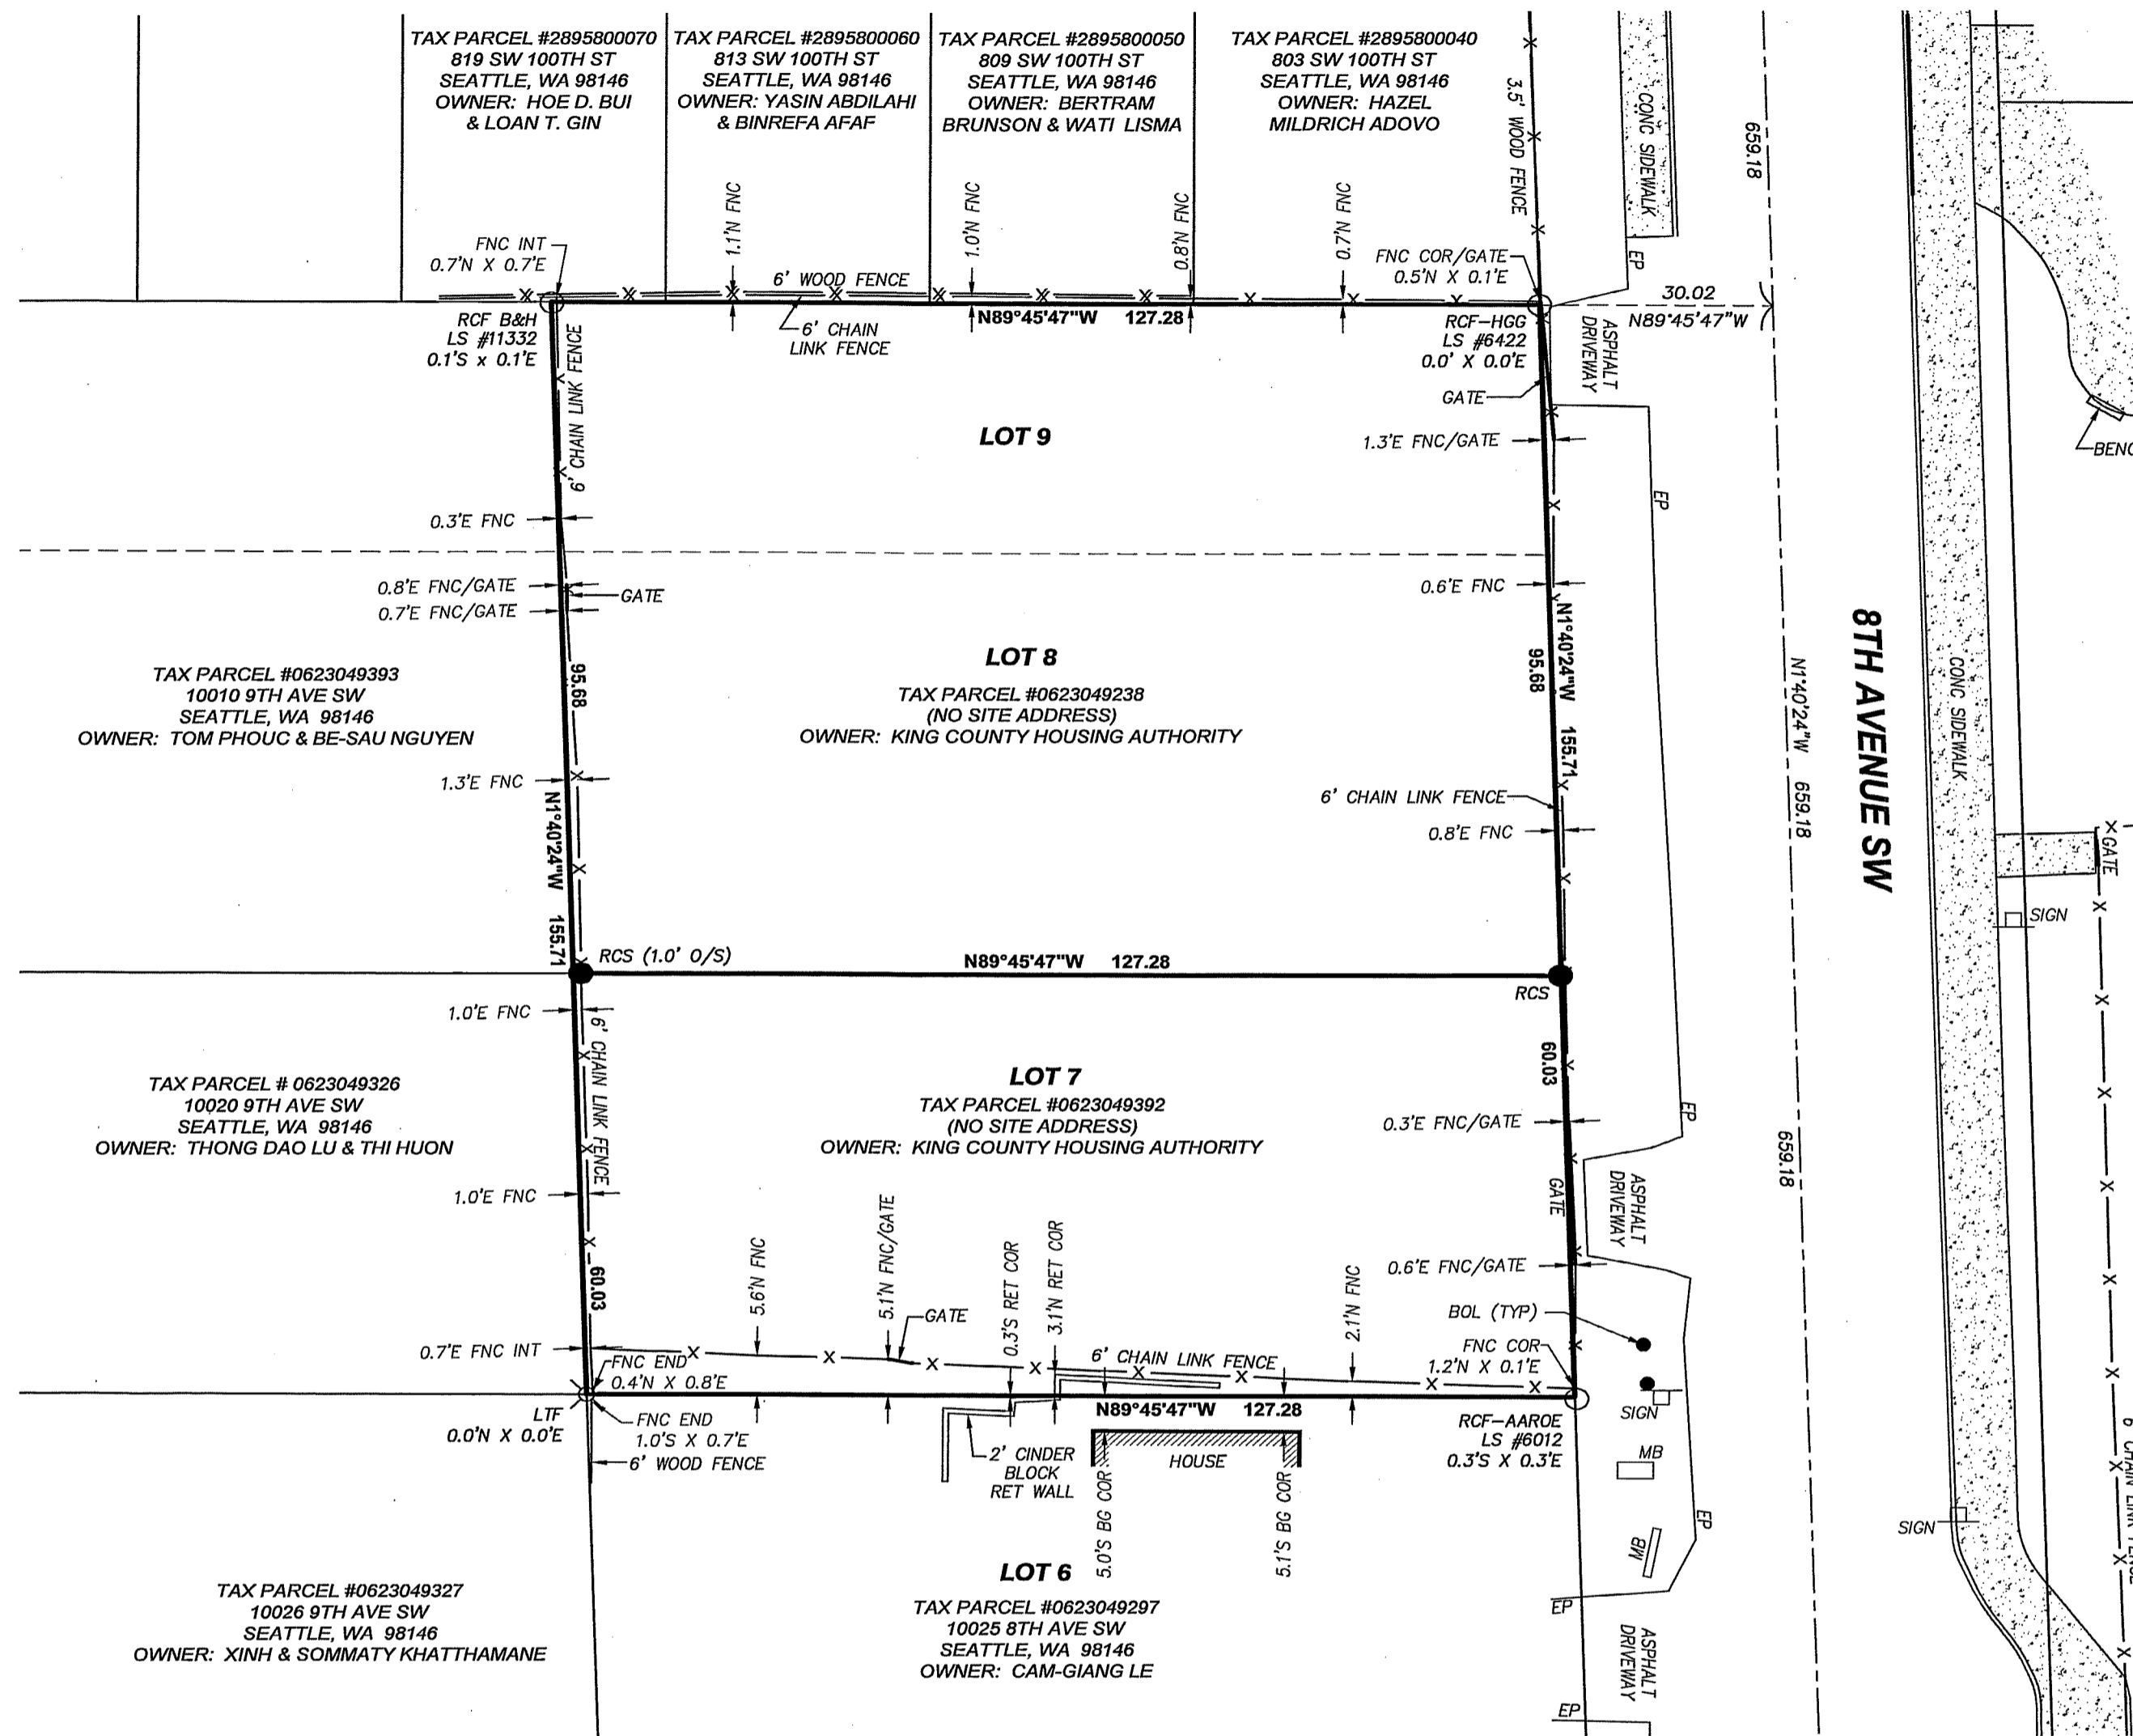 TAX PARCEL #2895800070
819 SW 100TH ST
SEATTLE, WA 98146
OWNER: HOE D. BUI
& LOAN T. GIN
TAX PARCEL #2895800060
813 SW 100TH ST
SEATTLE, WA 98146
OWNER: YASIN ABDILAHI
& BINREFA AFAF
TAX PARCEL #2895800050
809 SW 100TH ST
SEATTLE, WA 98146
OWNER: BERTRAM
BRUNSON & WATI LISMA
TAX PARCEL #2895800040
803 SW 100TH ST
SEATTLE, WA 98146
OWNER: HAZEL
MILDRICH ADOVO
3.5' WOOD FENCE
CONC SIDEWALK
659.18
EP
FNC INT
0.7'N X 0.7'E
1.1'N FNC
6' WOOD FENCE
1.0'N FNC
0.8'N FNC
0.7'N FNC
FNC COR/GATE
0.5'N X 0.1'E
30.02
N89°45'47"W
RCF B&H
LS #11332
0.1'S x 0.1'E
6' CHAIN LINK FENCE
6' CHAIN
LINK FENCE
N89°45'47"W 127.28
RCF-HGG
LS #6422
0.0' X 0.0'E
ASPHALT
DRIVEWAY
GATE
1.3'E FNC/GATE
LOT 9
EP
0.3'E FNC
0.8'E FNC/GATE
GATE
0.7'E FNC/GATE
0.6'E FNC
N1°40'24"W 155.71
95.68
95.68
LOT 8
TAX PARCEL #0623049238
(NO SITE ADDRESS)
OWNER: KING COUNTY HOUSING AUTHORITY
TAX PARCEL #0623049393
10010 9TH AVE SW
SEATTLE, WA 98146
OWNER: TOM PHOUC & BE-SAU NGUYEN
1.3'E FNC
N1°40'24"W 155.71
6' CHAIN LINK FENCE
0.8'E FNC
N1°40'24"W 659.18
8TH AVENUE SW
CONC SIDEWALK
GATE
SIGN
RCS (1.0' O/S)
N89°45'47"W 127.28
RCS
1.0'E FNC
6' CHAIN LINK FENCE
60.03
TAX PARCEL # 0623049326
10020 9TH AVE SW
SEATTLE, WA 98146
OWNER: THONG DAO LU & THI HUON
LOT 7
TAX PARCEL #0623049392
(NO SITE ADDRESS)
OWNER: KING COUNTY HOUSING AUTHORITY
0.3'E FNC/GATE
EP
659.18
1.0'E FNC
GATE
ASPHALT
DRIVEWAY
60.03
5.6'N FNC
5.1'N FNC/GATE
GATE
0.3'S RET COR
3.1'N RET COR
6' CHAIN LINK FENCE
2.1'N FNC
0.6'E FNC/GATE
BOL (TYP)
FNC COR
1.2'N X 0.1'E
0.7'E FNC INT
FNC END
0.4'N X 0.8'E
LTF
0.0'N X 0.0'E
FNC END
1.0'S X 0.7'E
6' WOOD FENCE
2' CINDER
BLOCK
RET WALL
N89°45'47"W 127.28
HOUSE
5.0'S BG COR
5.1'S BG COR
RCF-AAROE
LS #6012
0.3'S X 0.3'E
SIGN
MB
MB
EP
SIGN
6' CHAIN LINK FENCE
LOT 6
TAX PARCEL #0623049297
10025 8TH AVE SW
SEATTLE, WA 98146
OWNER: CAM-GIANG LE
TAX PARCEL #0623049327
10026 9TH AVE SW
SEATTLE, WA 98146
OWNER: XINH & SOMMATY KHATTHAMANE
EP
ASPHALT
DRIVEWAY
EP